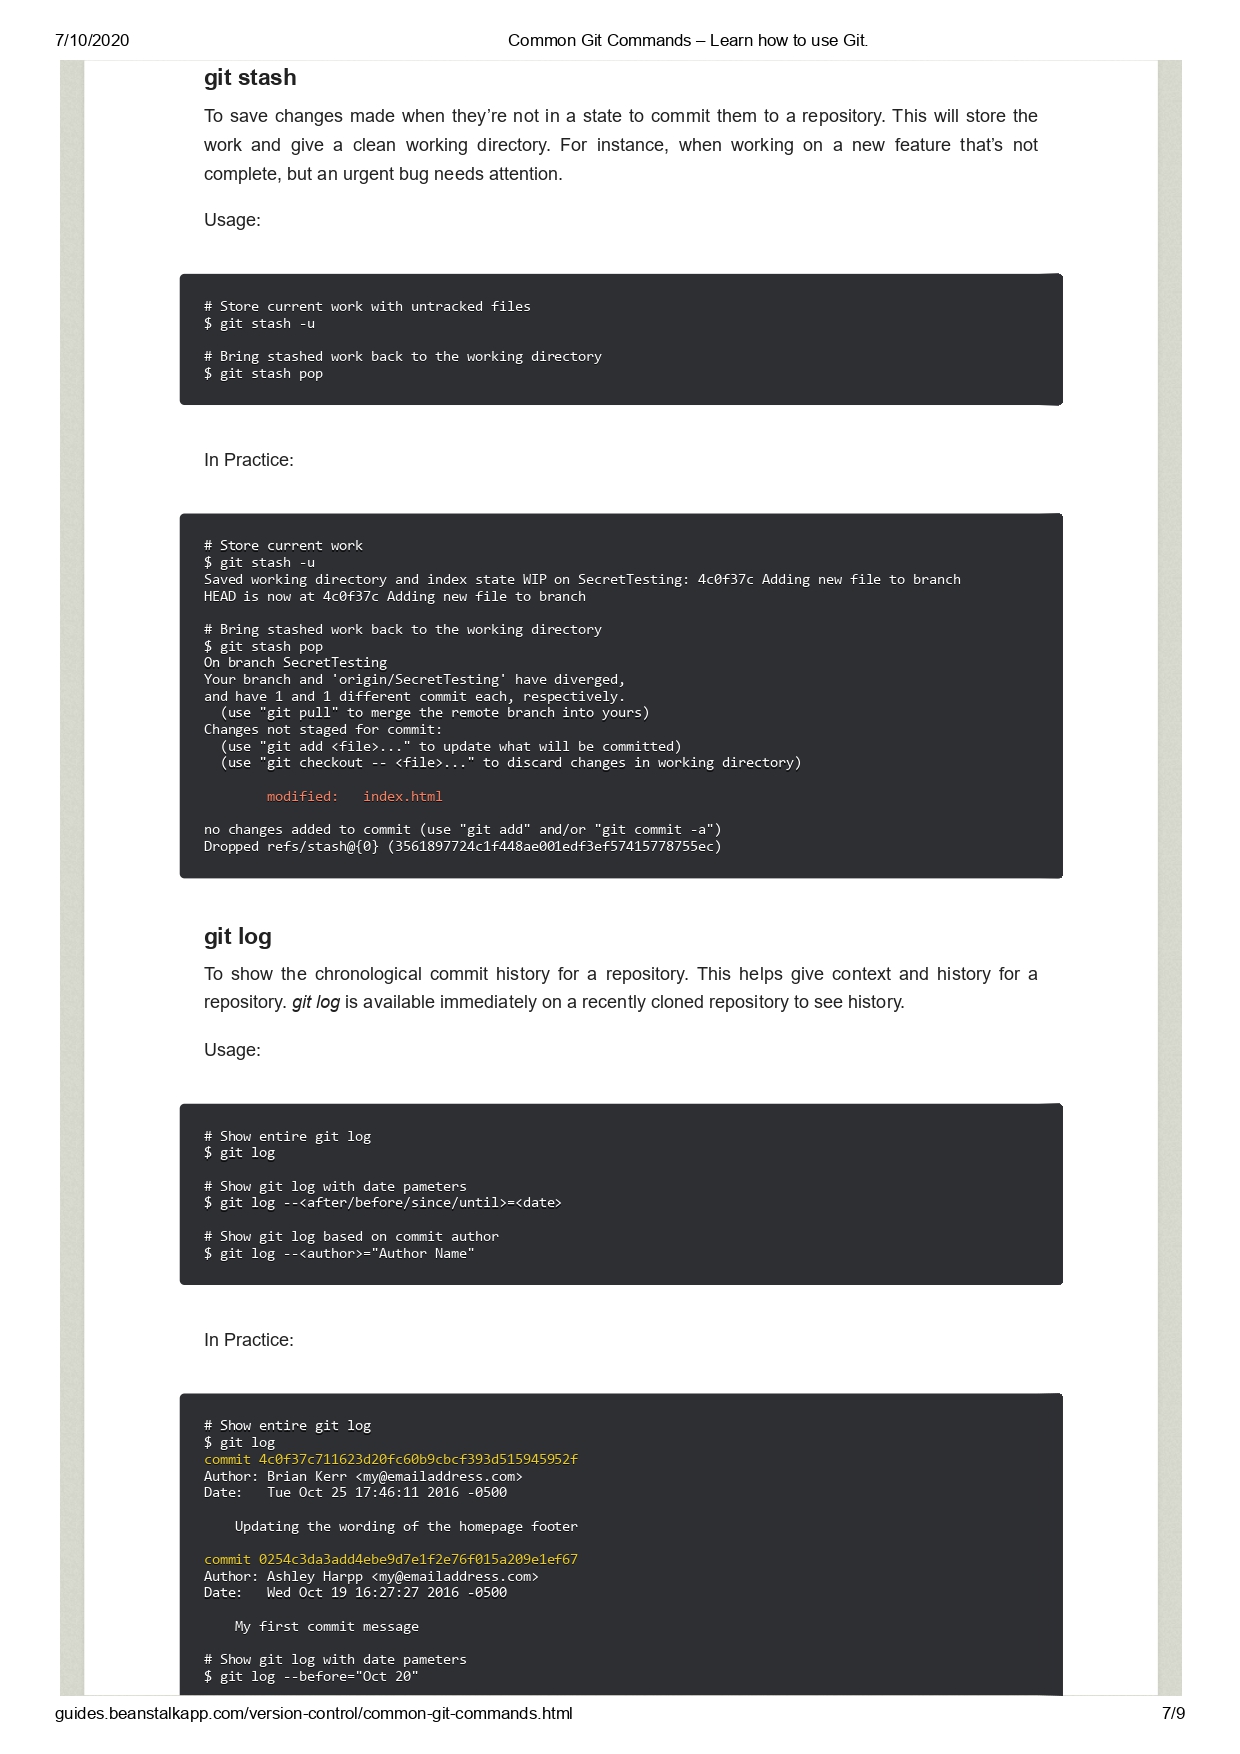 7/10/2020
Common Git Commands – Learn how to use Git.
git stash
To save changes made when they're not in a state to commit them to a repository. This will store the
work and give a clean working directory. For instance, when working on a new feature that's not
complete, but an urgent bug needs attention.
Usage:
# Store current work with untracked files
$ git stash -u
# Bring stashed work back to the working directory
$ git stash pop
In Practice:
# Store current work
$ git stash -u
Saved working directory and index state WIP on SecretTesting: 4c0f37c Adding new file to branch
HEAD is now at 4c0f37c Adding new file to branch
# Bring stashed work back to the working directory
$ git stash pop
On branch SecretTesting
Your branch and 'origin/SecretTesting' have diverged,
and have 1 and 1 different commit each, respectively.
(use "git pull" to merge the remote branch into yours)
Changes not staged for commit:
(use "git add <file>..." to update what will be committed)
(use "git checkout -- <file>..." to discard changes in working directory)
modified: index.html
no changes added to commit (use "git add" and/or "git commit -a")
Dropped refs/stash@{0} (3561897724c1f448ae001edf3ef57415778755ec)
git log
To show the chronological commit history for a repository. This helps give context and history for a
repository. git log is available immediately on a recently cloned repository to see history.
Usage:
# Show entire git log
$ git log
# Show git log with date pameters
$ git log --<after/before/since/until>=<date>
# Show git log based on commit author
$ git log --<author>="Author Name"
In Practice:
# Show entire git log
$ git log
commit 4c0f37c711623d20fc60b9cbcf393d515945952f
Author: Brian Kerr <my@emailaddress.com>
Date: Tue Oct 25 17:46:11 2016 -0500
Updating the wording of the homepage footer
commit 0254c3da3add4ebe9d7e1f2e76f015a209e1ef67
Author: Ashley Harpp <my@emailaddress.com>
Date: Wed Oct 19 16:27:27 2016 -0500
My first commit message
# Show git log with date pameters
$ git log --before="Oct 20"
guides.beanstalkapp.com/version-control/common-git-commands.html
7/9